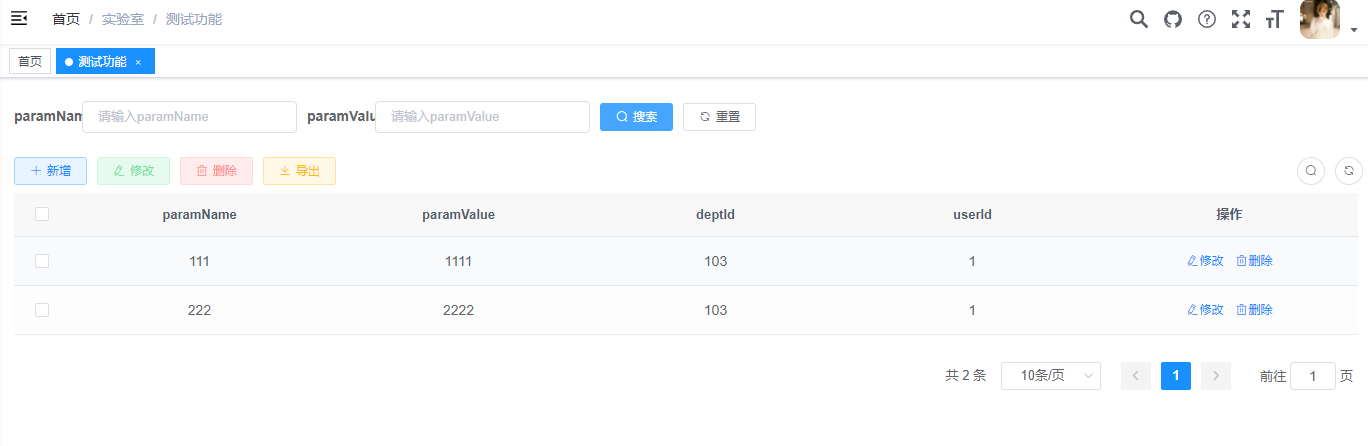 首页 / 实验室 / 测试功能
首页 测试功能 ×
paramNam 请输入paramName paramValu 请输入paramValue 搜索 重置
新增 修改 删除 导出
paramName paramValue deptId userId 操作
111 1111 103 1 修改 删除
222 2222 103 1 修改 删除
共 2 条 10条/页 1 前往 1 页